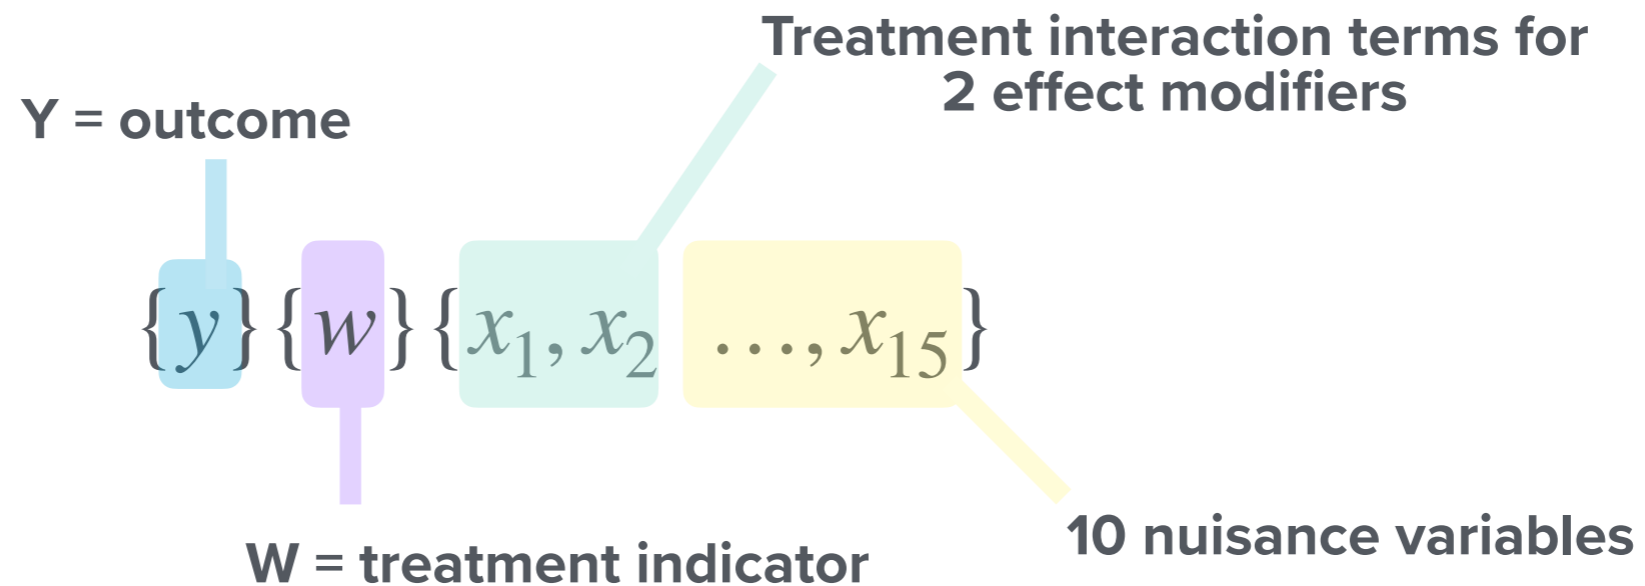 Treatment interaction terms for
2 effect modifiers
Y = outcome
{y} {w} {x₁, x₂ …, x₁₅}
W = treatment indicator
10 nuisance variables